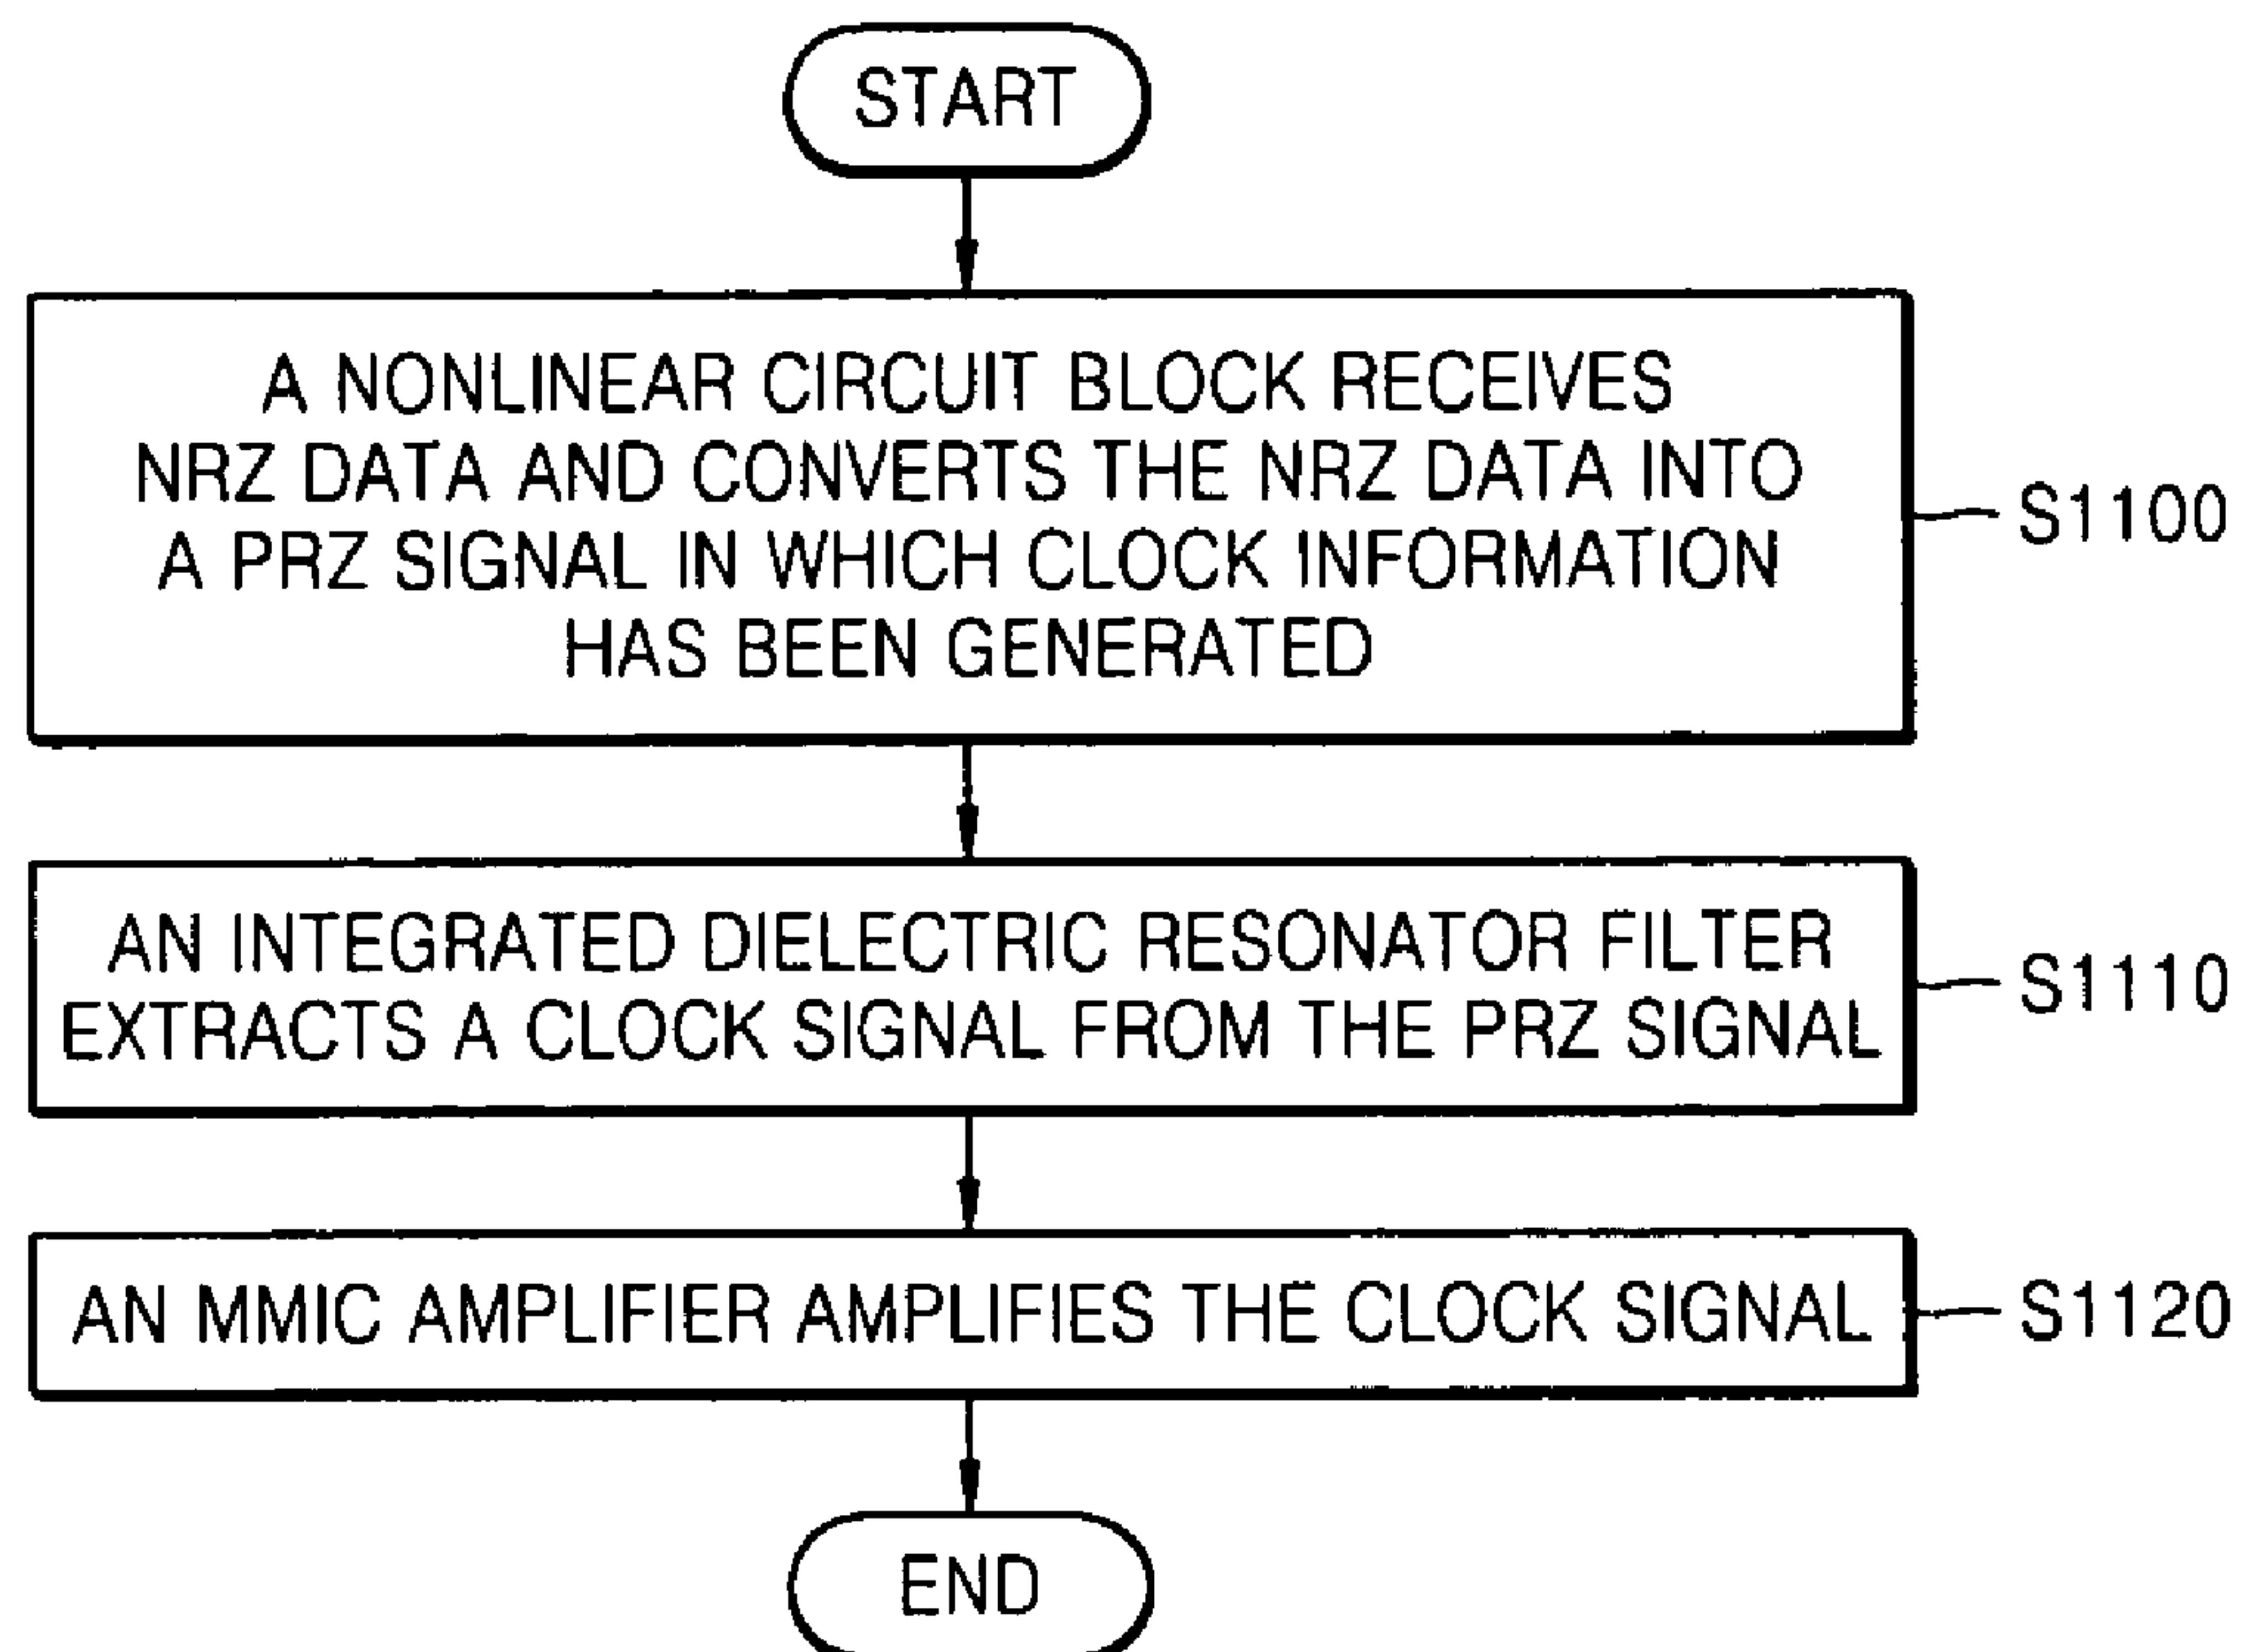 START
A NONLINEAR CIRCUIT BLOCK RECEIVES
NRZ DATA AND CONVERTS THE NRZ DATA INTO
A PRZ SIGNAL IN WHICH CLOCK INFORMATION
HAS BEEN GENERATED
S1100
AN INTEGRATED DIELECTRIC RESONATOR FILTER
EXTRACTS A CLOCK SIGNAL FROM THE PRZ SIGNAL
S1110
AN MMIC AMPLIFIER AMPLIFIES THE CLOCK SIGNAL
S1120
END